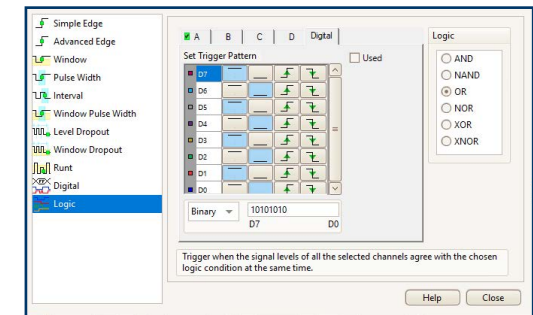 Simple Edge
Advanced Edge
Window
Pulse Width
Interval
Window Pulse Width
Level Dropout
Window Dropout
Runt
Digital
Logic
A B C D Digital
Set Trigger Pattern
Used
D7
D6
D5
D4
D3
D2
D1
D0
Binary 10101010
D7 D0
Logic
AND
NAND
OR
NOR
XOR
XNOR
Trigger when the signal levels of all the selected channels agree with the chosen
logic condition at the same time.
Help Close